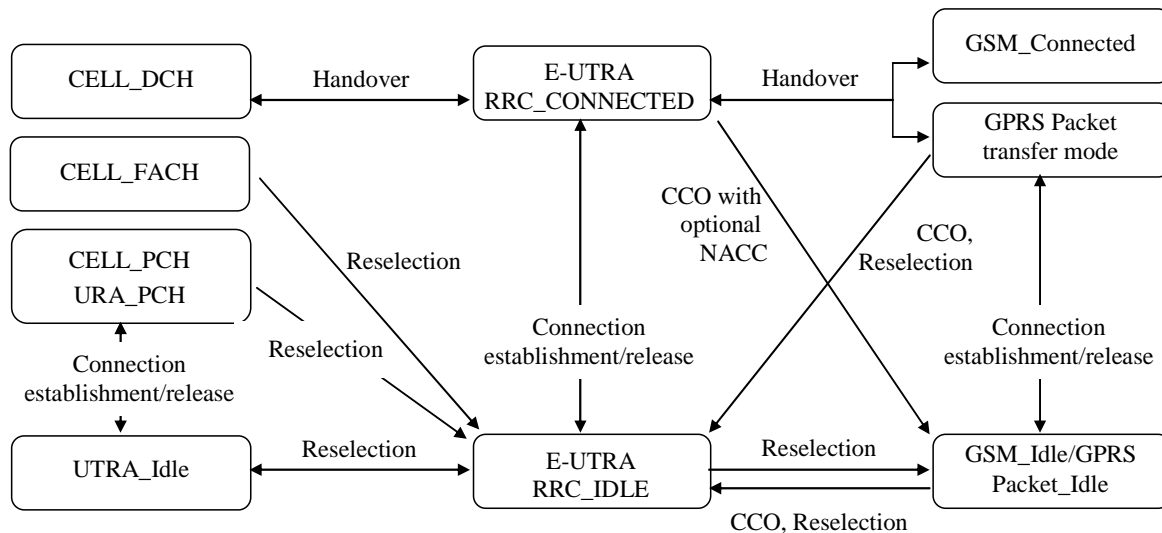 GSM_Connected
CELL_DCH
Handover
E-UTRA
RRC_CONNECTED
Handover
GPRS Packet
transfer mode
CELL_FACH
CCO with
optional
NACC
CCO,
Reselection
CELL_PCH
URA_PCH
Reselection
Reselection
Connection
establishment/release
Connection
establishment/release
Connection
establishment/release
UTRA_Idle
Reselection
E-UTRA
RRC_IDLE
Reselection
GSM_Idle/GPRS
Packet_Idle
CCO, Reselection